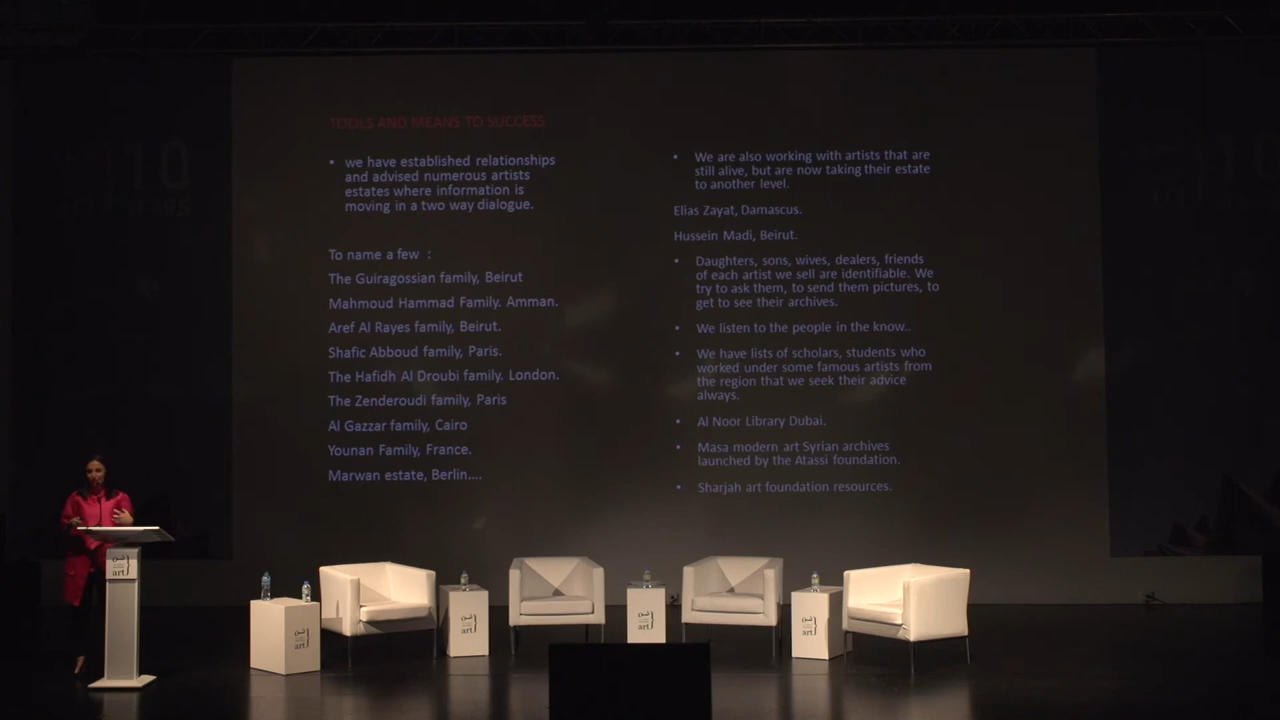 TOOLS AND MEANS TO SUCCESS
• we have established relationships
and advised numerous artists
estates where information is
moving in a two way dialogue.
To name a few :
The Guiragossian family, Beirut
Mahmoud Hammad Family. Amman.
Aref Al Rayes family, Beirut.
Shafic Abboud family, Paris.
The Hafidh Al Droubi family. London.
The Zenderoudi family, Paris
Al Gazzar family, Cairo
Younan Family, France.
Marwan estate, Berlin....
• We are also working with artists that are
still alive, but are now taking their estate
to another level.
Elias Zayat, Damascus.
Hussein Madi, Beirut.
• Daughters, sons, wives, dealers, friends
of each artist we sell are identifiable. We
try to ask them, to send them pictures, to
get to see their archives.
• We listen to the people in the know..
• We have lists of scholars, students who
worked under some famous artists from
the region that we seek their advice
always.
• Al Noor Library Dubai.
• Masa modern art Syrian archives
launched by the Atassi foundation.
• Sharjah art foundation resources.
10
art
art
art
art
art